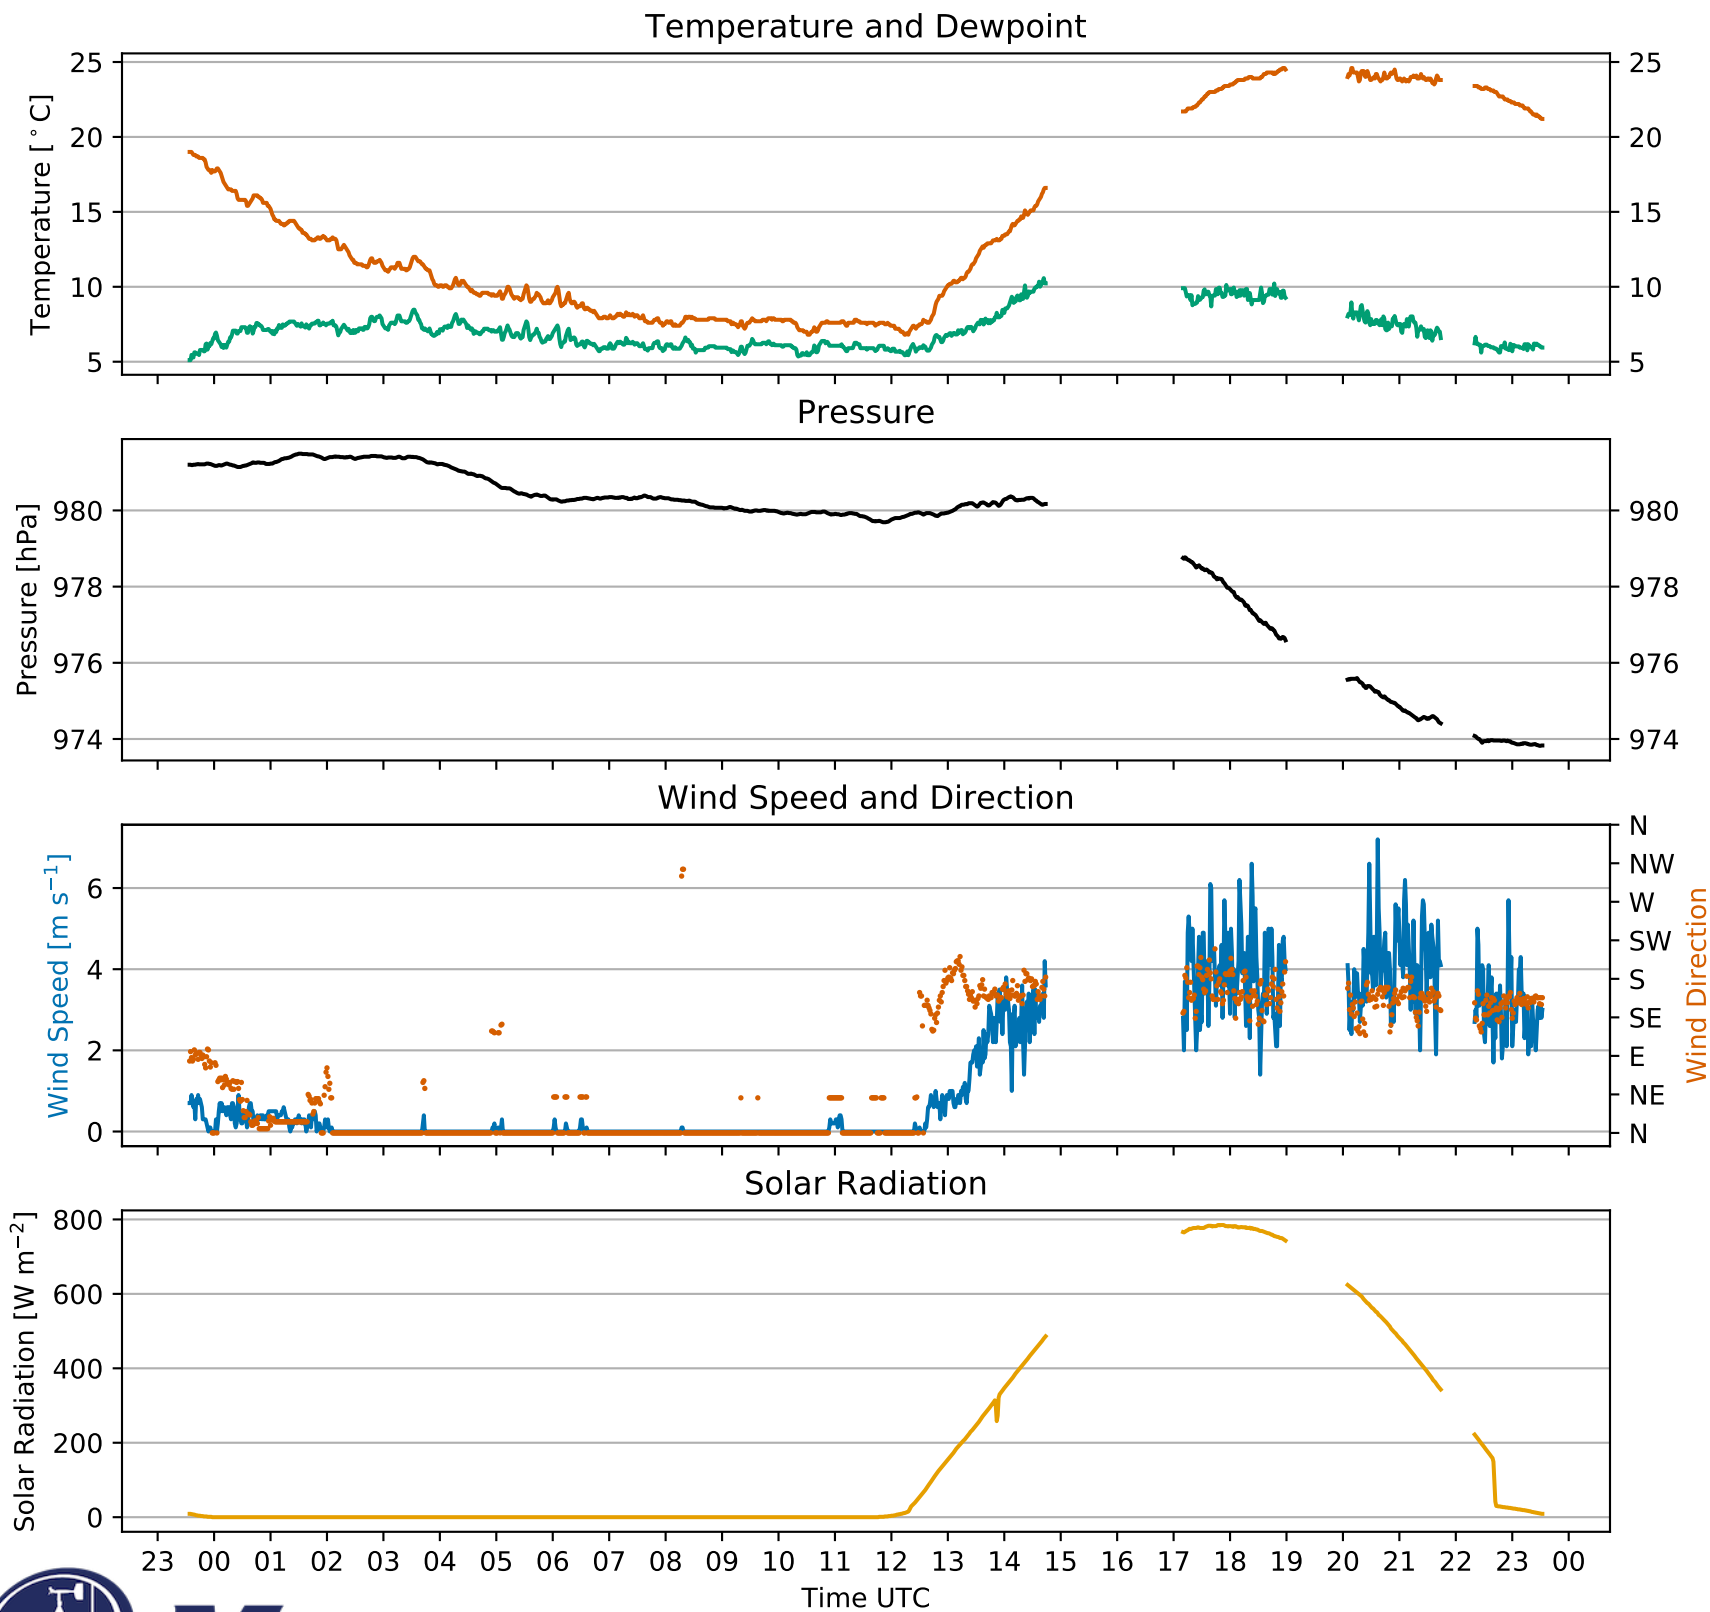 Temperature and Dewpoint
Temperature [°C]
25
20
15
10
5
25
20
15
10
5
Pressure
Pressure [hPa]
980
978
976
974
980
978
976
974
Wind Speed and Direction
Wind Speed [m s−1]
6
4
2
0
N
NW
W
SW
S
SE
E
NE
N
Wind Direction
Solar Radiation
Solar Radiation [W m−2]
800
600
400
200
0
23 00 01 02 03 04 05 06 07 08 09 10 11 12 13 14 15 16 17 18 19 20 21 22 23 00
Time UTC